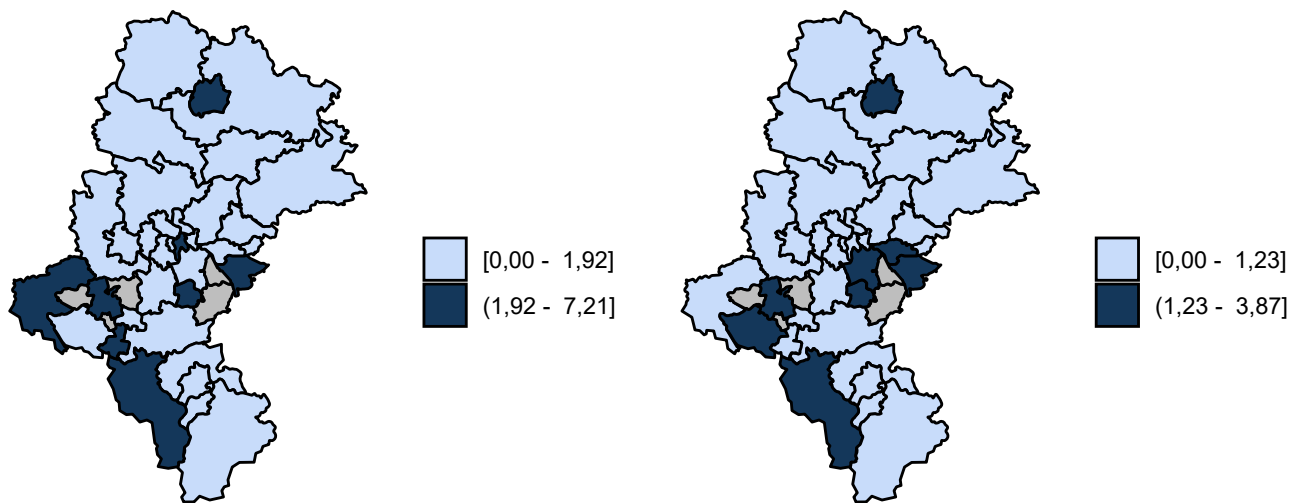 [0,00 - 1,92]
(1,92 - 7,21]
[0,00 - 1,23]
(1,23 - 3,87]